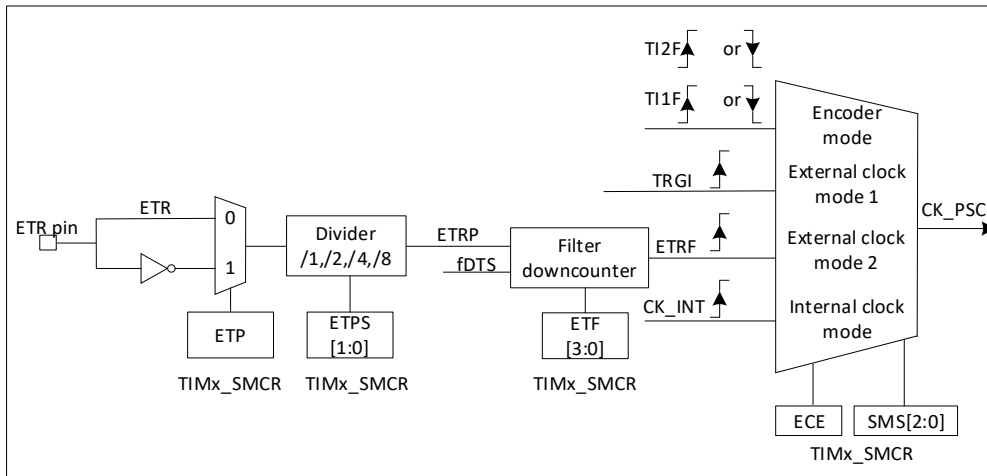 TI2F or
TI1F or
Encoder
mode
TRGI
External clock
mode 1
CK_PSC
ETR pin
ETR
0
1
Divider
/1,/2,/4,/8
ETRP
fDTS
Filter
downcounter
ETRF
External clock
mode 2
CK_INT
Internal clock
mode
ETP
TIMx_SMCR
ETPS
[1:0]
TIMx_SMCR
ETF
[3:0]
TIMx_SMCR
ECE
SMS[2:0]
TIMx_SMCR